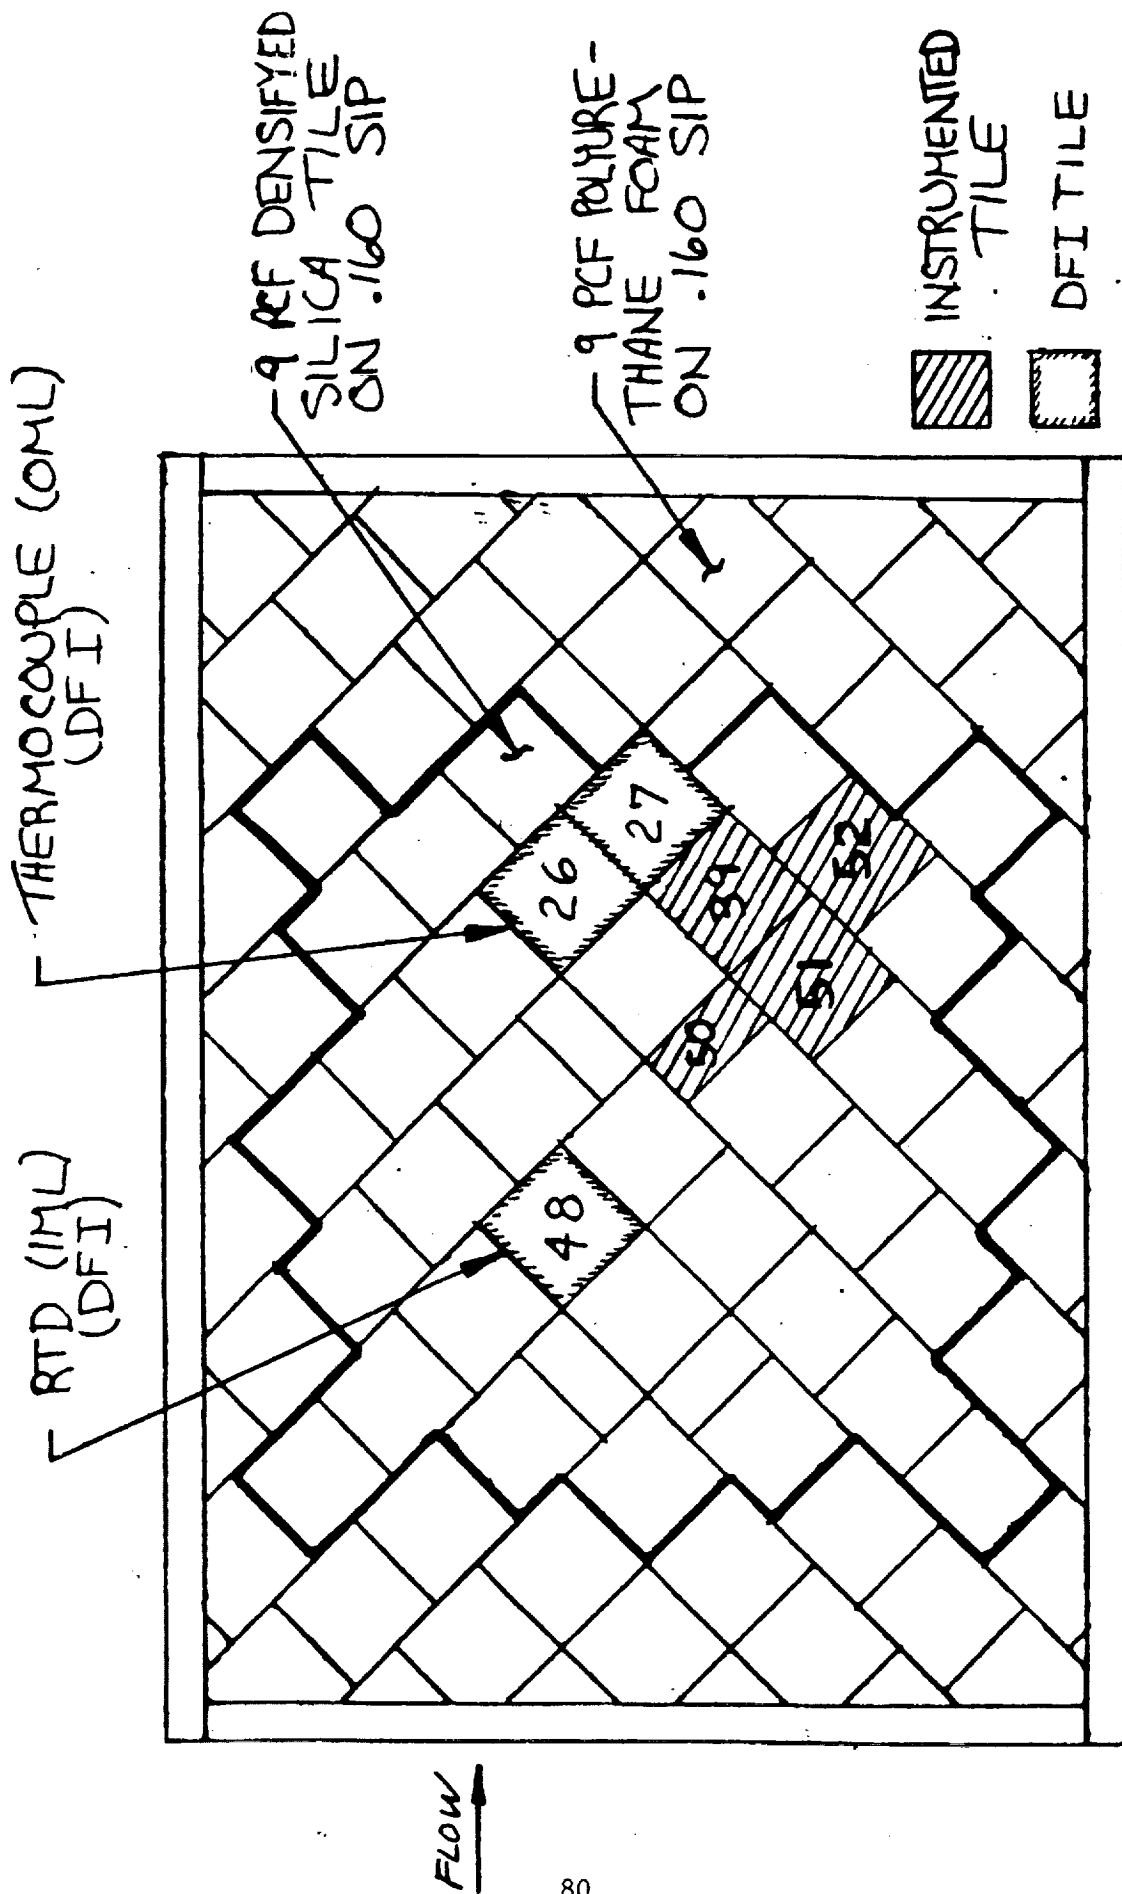 RTD (IML)
(DFI)
THERMOCOUPLE (OML)
(DFI)
9 PCF DENSIFYED
SILICA TILE
ON .160 SIP
9 PCF POLYURE-
THANE FOAM
ON .160 SIP
INSTRUMENTED
TILE
DFI TILE
FLOW
48
26
27
50
39
51
52
80